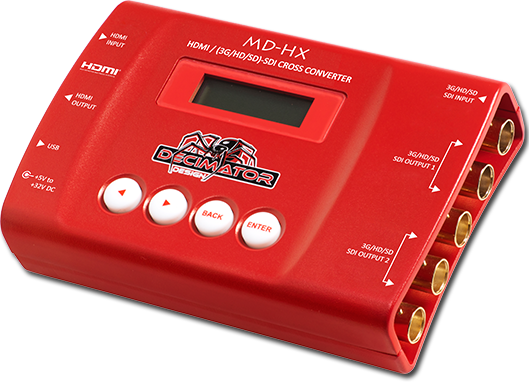 MD-HX
HDMI / (3G/HD/SD)-SDI CROSS CONVERTER
HDMI
INPUT
HDMI
HDMI
OUTPUT
USB
+5V to
+32V DC
3G/HD/SD
SDI INPUT
3G/HD/SD
SDI OUTPUT 1
3G/HD/SD
SDI OUTPUT 2
DECIMATOR
DESIGN
BACK
ENTER